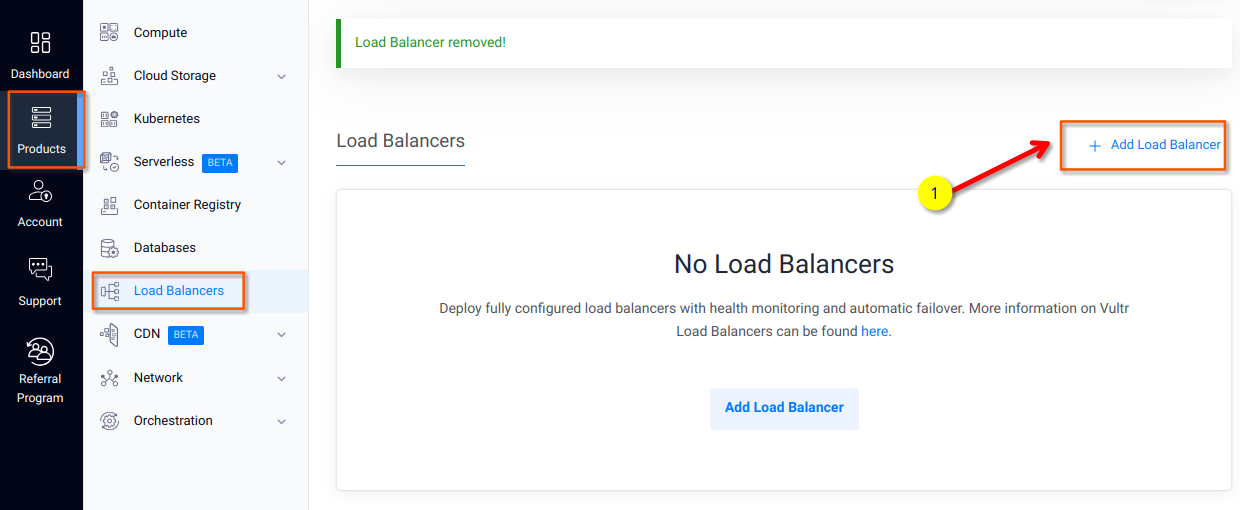 Dashboard
Products
Account
Support
Referral
Program
Compute
Cloud Storage
Kubernetes
Serverless BETA
Container Registry
Databases
Load Balancers
CDN BETA
Network
Orchestration
Load Balancer removed!
Load Balancers
+ Add Load Balancer
1
No Load Balancers
Deploy fully configured load balancers with health monitoring and automatic failover. More information on Vultr
Load Balancers can be found here.
Add Load Balancer